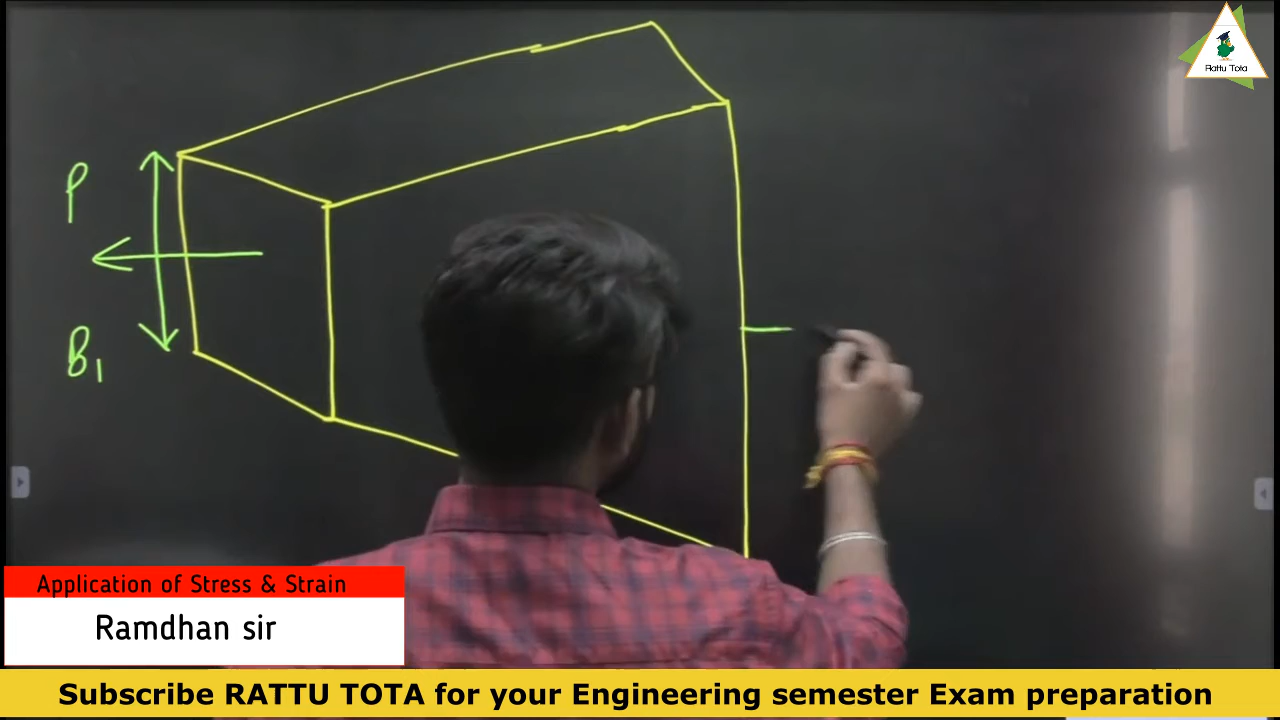 Rattu Tota
P
B1
Application of Stress & Strain
Ramdhan sir
Subscribe RATTU TOTA for your Engineering semester Exam preparation